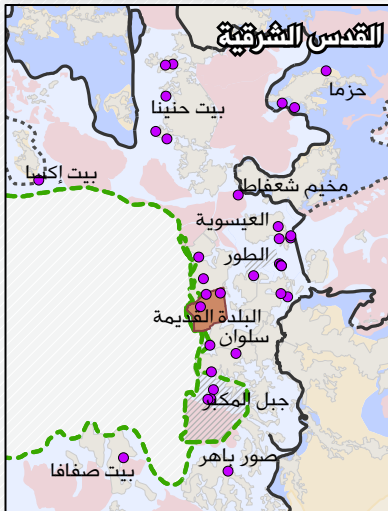 القدس الشرقية
حزما
بيت حنينا
بيت إكسا
مخيم شعفاط
العيسوية
الطور
البلدة القديمة
سلوان
جبل المكبر
صور باهر
بيت صفافا